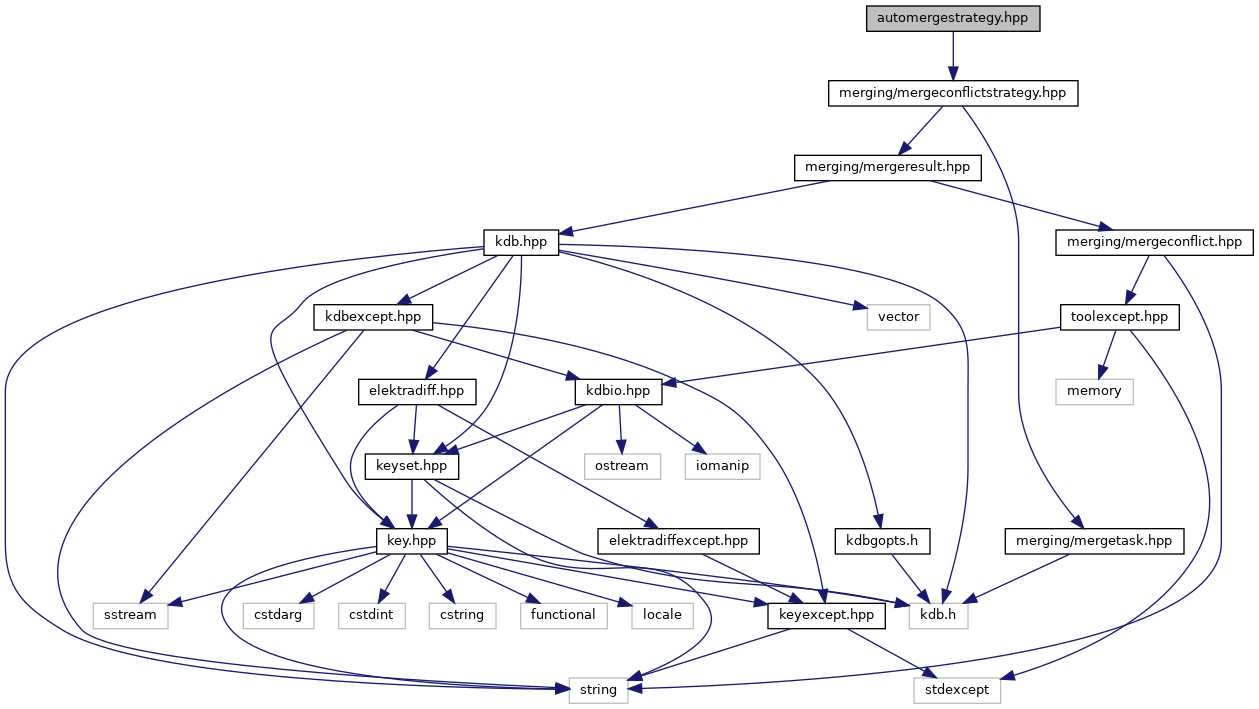 automergestrategy.hpp
merging/mergeconflictstrategy.hpp
merging/mergeresult.hpp
kdb.hpp
merging/mergeconflict.hpp
kdbexcept.hpp
vector
toolexcept.hpp
elektradiff.hpp
kdbio.hpp
memory
keyset.hpp
ostream
iomanip
key.hpp
elektradiffexcept.hpp
kdbgopts.h
merging/mergetask.hpp
sstream
cstdarg
cstdint
cstring
functional
locale
keyexcept.hpp
kdb.h
string
stdexcept